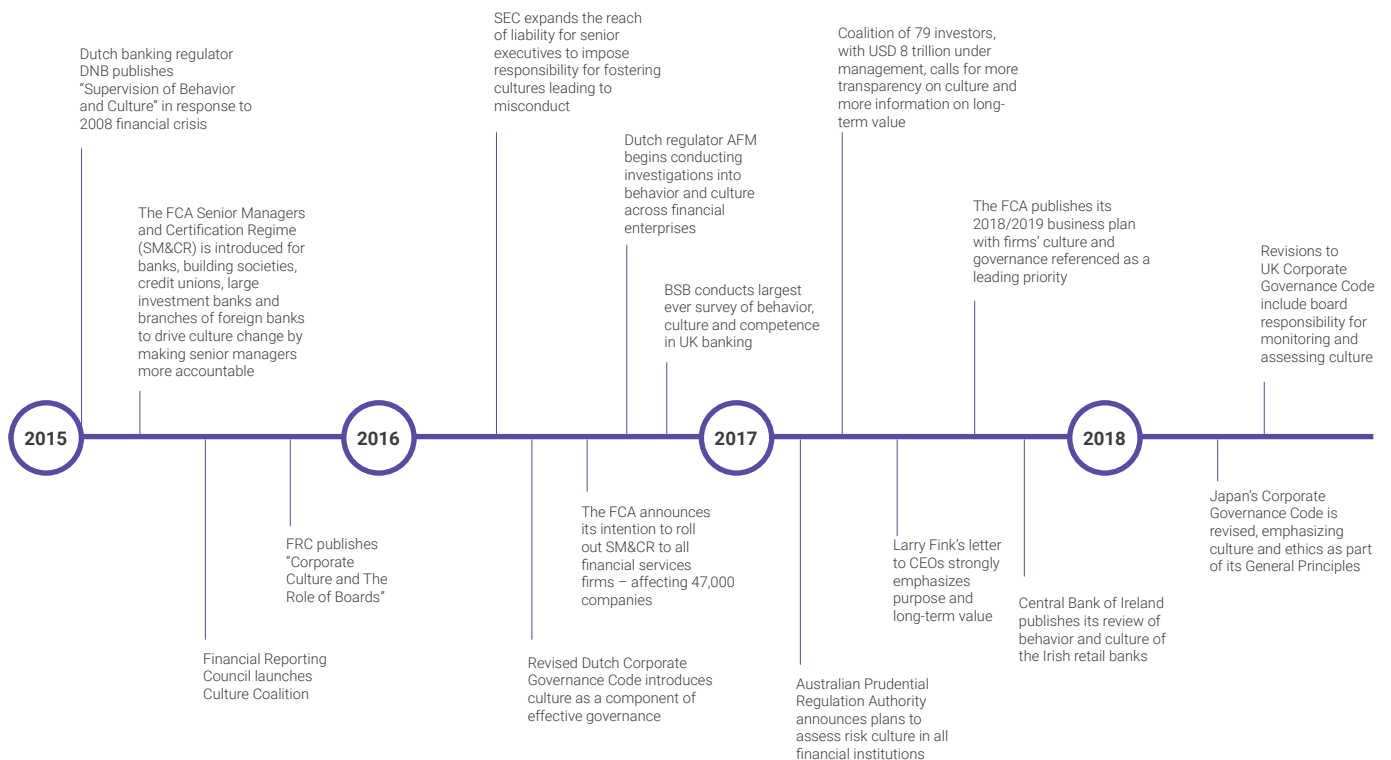 Dutch banking regulator
DNB publishes
“Supervision of Behavior
and Culture” in response to
2008 financial crisis
The FCA Senior Managers
and Certification Regime
(SM&CR) is introduced for
banks, building societies,
credit unions, large
investment banks and
branches of foreign banks
to drive culture change by
making senior managers
more accountable
SEC expands the reach
of liability for senior
executives to impose
responsibility for fostering
cultures leading to
misconduct
Dutch regulator AFM
begins conducting
investigations into
behavior and culture
across financial
enterprises
BSB conducts largest
ever survey of behavior,
culture and competence
in UK banking
Coalition of 79 investors,
with USD 8 trillion under
management, calls for more
transparency on culture and
more information on long-
term value
The FCA publishes its
2018/2019 business plan
with firms’ culture and
governance referenced as a
leading priority
Revisions to
UK Corporate
Governance Code
include board
responsibility for
monitoring and
assessing culture
2015
2016
2017
2018
Financial Reporting
Council launches
Culture Coalition
FRC publishes
“Corporate
Culture and The
Role of Boards”
Revised Dutch Corporate
Governance Code introduces
culture as a component of
effective governance
The FCA announces
its intention to roll
out SM&CR to all
financial services
firms – affecting 47,000
companies
Australian Prudential
Regulation Authority
announces plans to
assess risk culture in all
financial institutions
Larry Fink’s letter
to CEOs strongly
emphasizes
purpose and
long-term value
Central Bank of Ireland
publishes its review of
behavior and culture of
the Irish retail banks
Japan’s Corporate
Governance Code is
revised, emphasizing
culture and ethics as part
of its General Principles